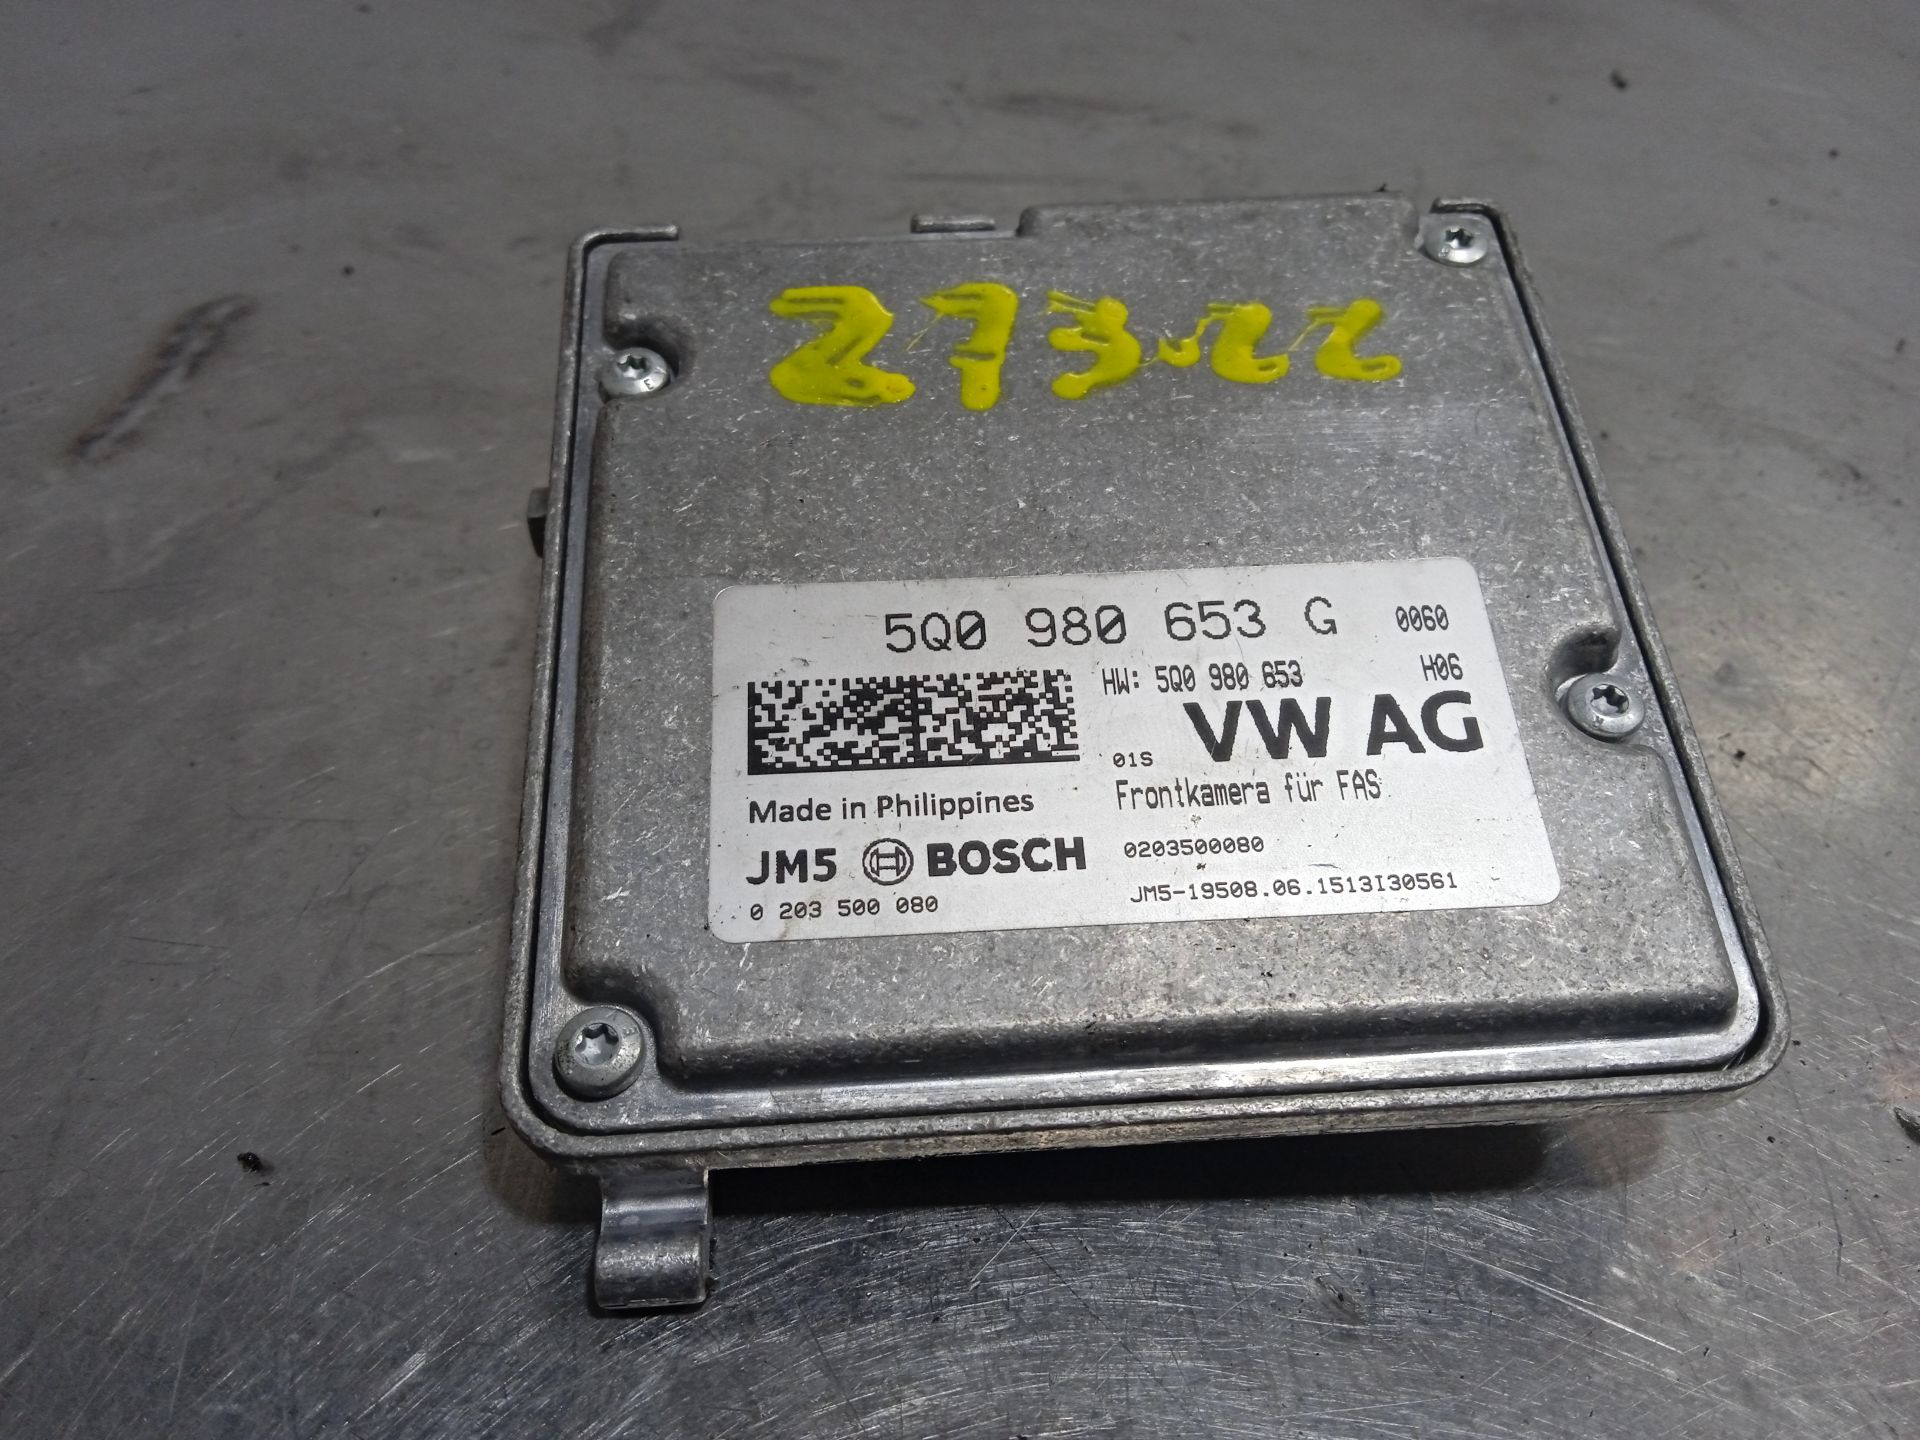 273.22
5Q0 980 653 G 0060
HW: 5Q0 980 653 H06
01S VW AG
Made in Philippines
Frontkamera für FAS
JM5 BOSCH
0203500080
0 203 500 080
JM5-19508.06.1513I30561